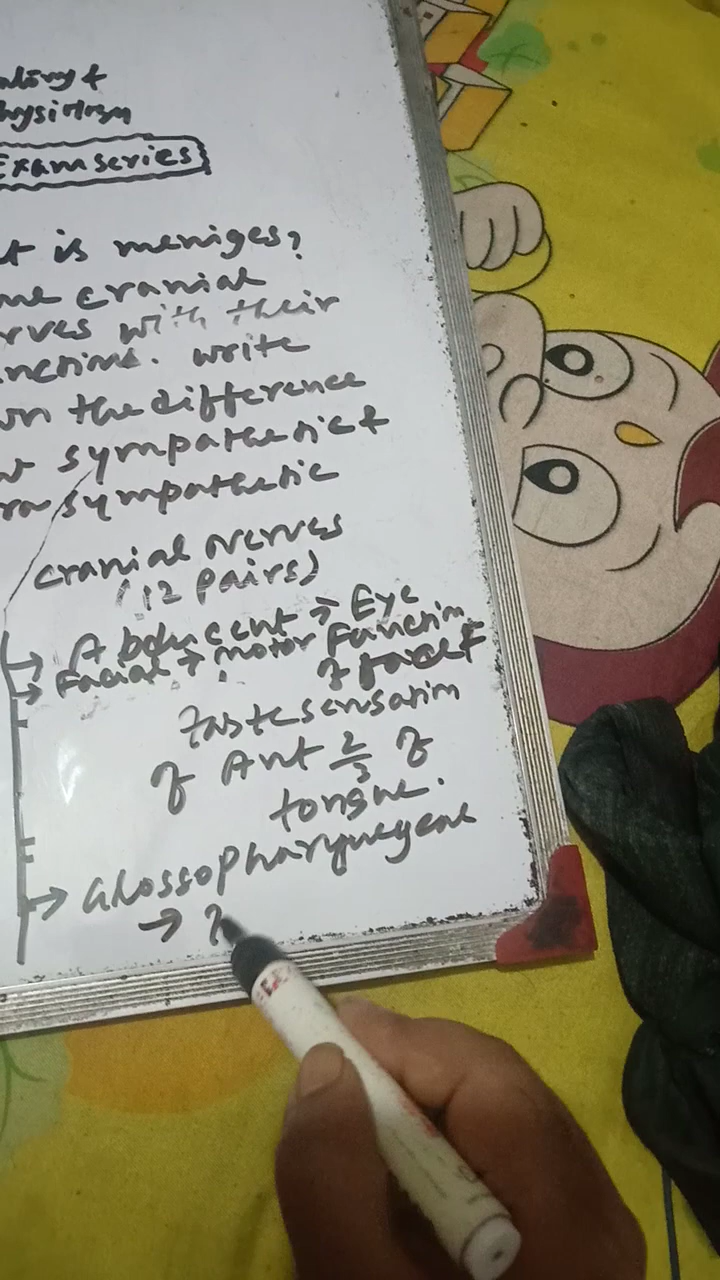 Exam series
is meniges?
cranial
with their
write
the difference
sympathetic &
sympathetic
cranial Nerves
(12 pairs)
→ Abducent → Eye
→ Facial → motor Function
of face &
taste sensation
of Ant 2/3 of
tongue.
→ Glossopharyngeal
→